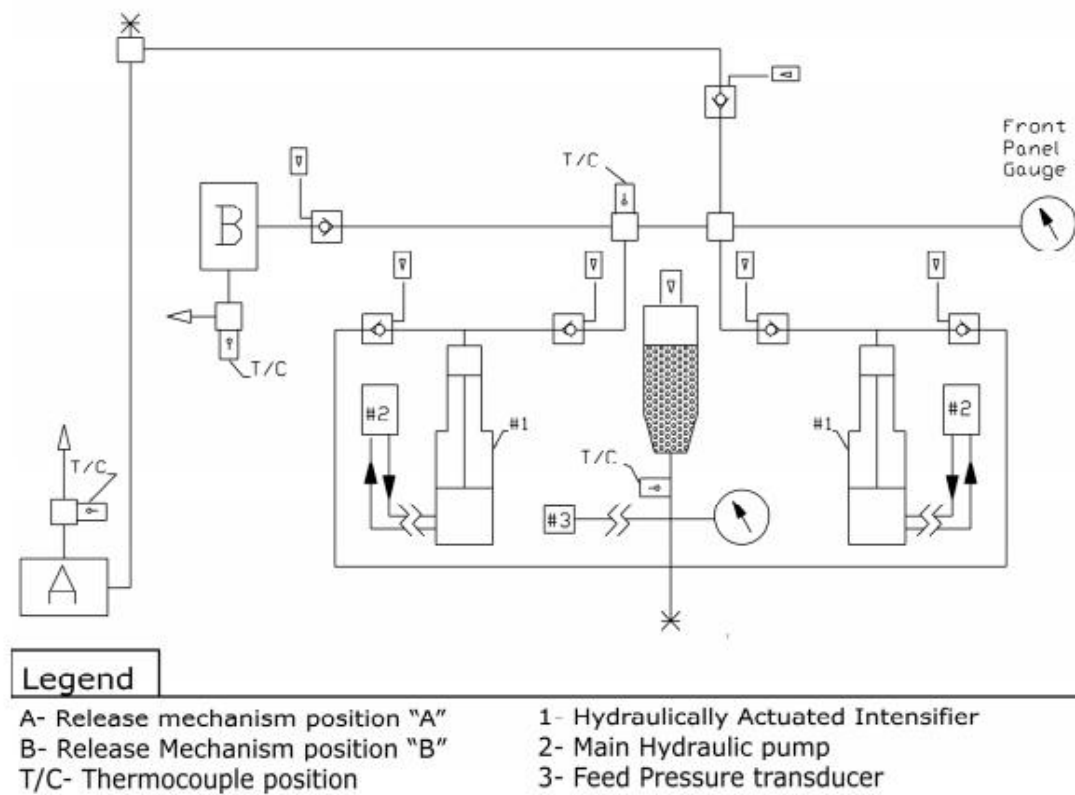 Front
Panel
Gauge
T/C
B
T/C
#2
#1
#1
#2
T/C
T/C
#3
A
Legend
A- Release mechanism position "A"
B- Release Mechanism position "B"
T/C- Thermocouple position
1- Hydraulically Actuated Intensifier
2- Main Hydraulic pump
3- Feed Pressure transducer